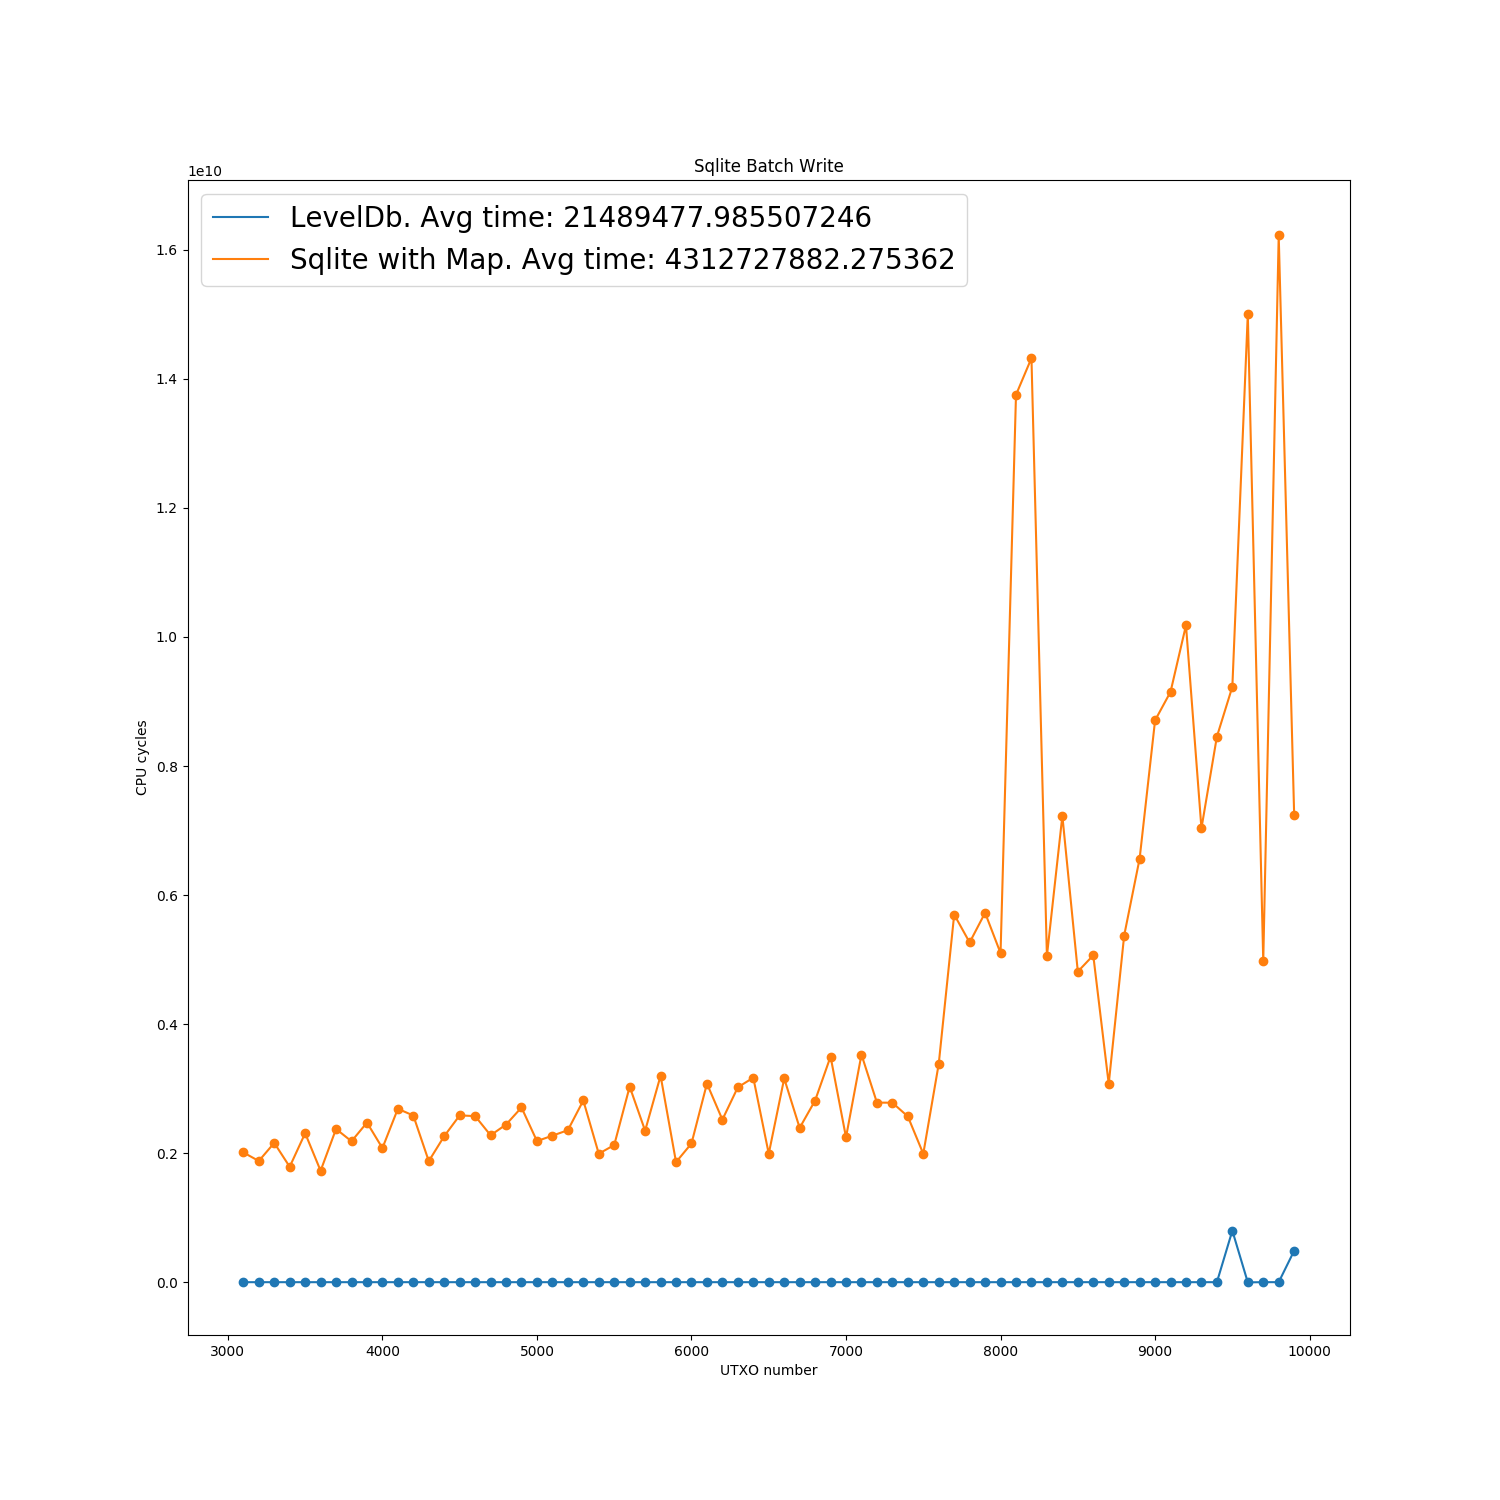 Sqlite Batch Write
1e10
LevelDb. Avg time: 21489477.985507246
Sqlite with Map. Avg time: 4312727882.275362
1.6
1.4
1.2
1.0
0.8
0.6
0.4
0.2
0.0
CPU cycles
3000 4000 5000 6000 7000 8000 9000 10000
UTXO number